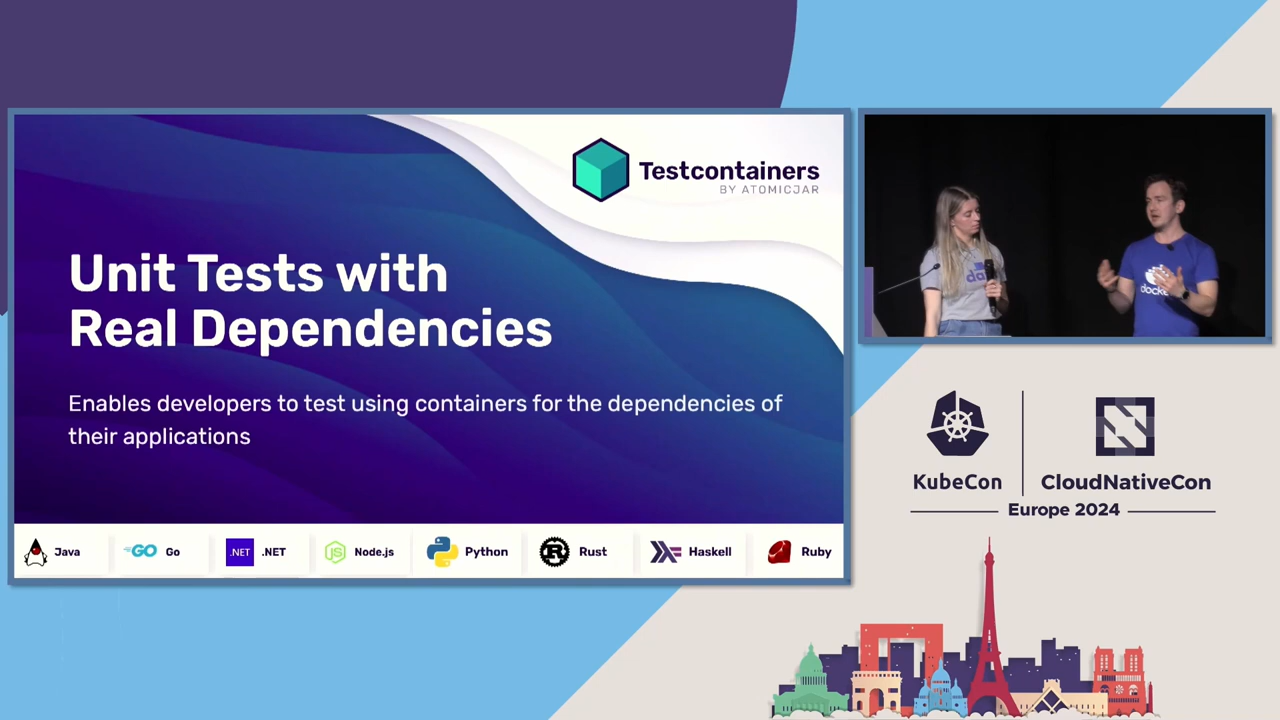 Testcontainers
BY ATOMICJAR
Unit Tests with
Real Dependencies
Enables developers to test using containers for the dependencies of
their applications
Java
GO Go
.NET .NET
JS Node.js
Python
R Rust
Haskell
Ruby
KubeCon
CloudNativeCon
Europe 2024